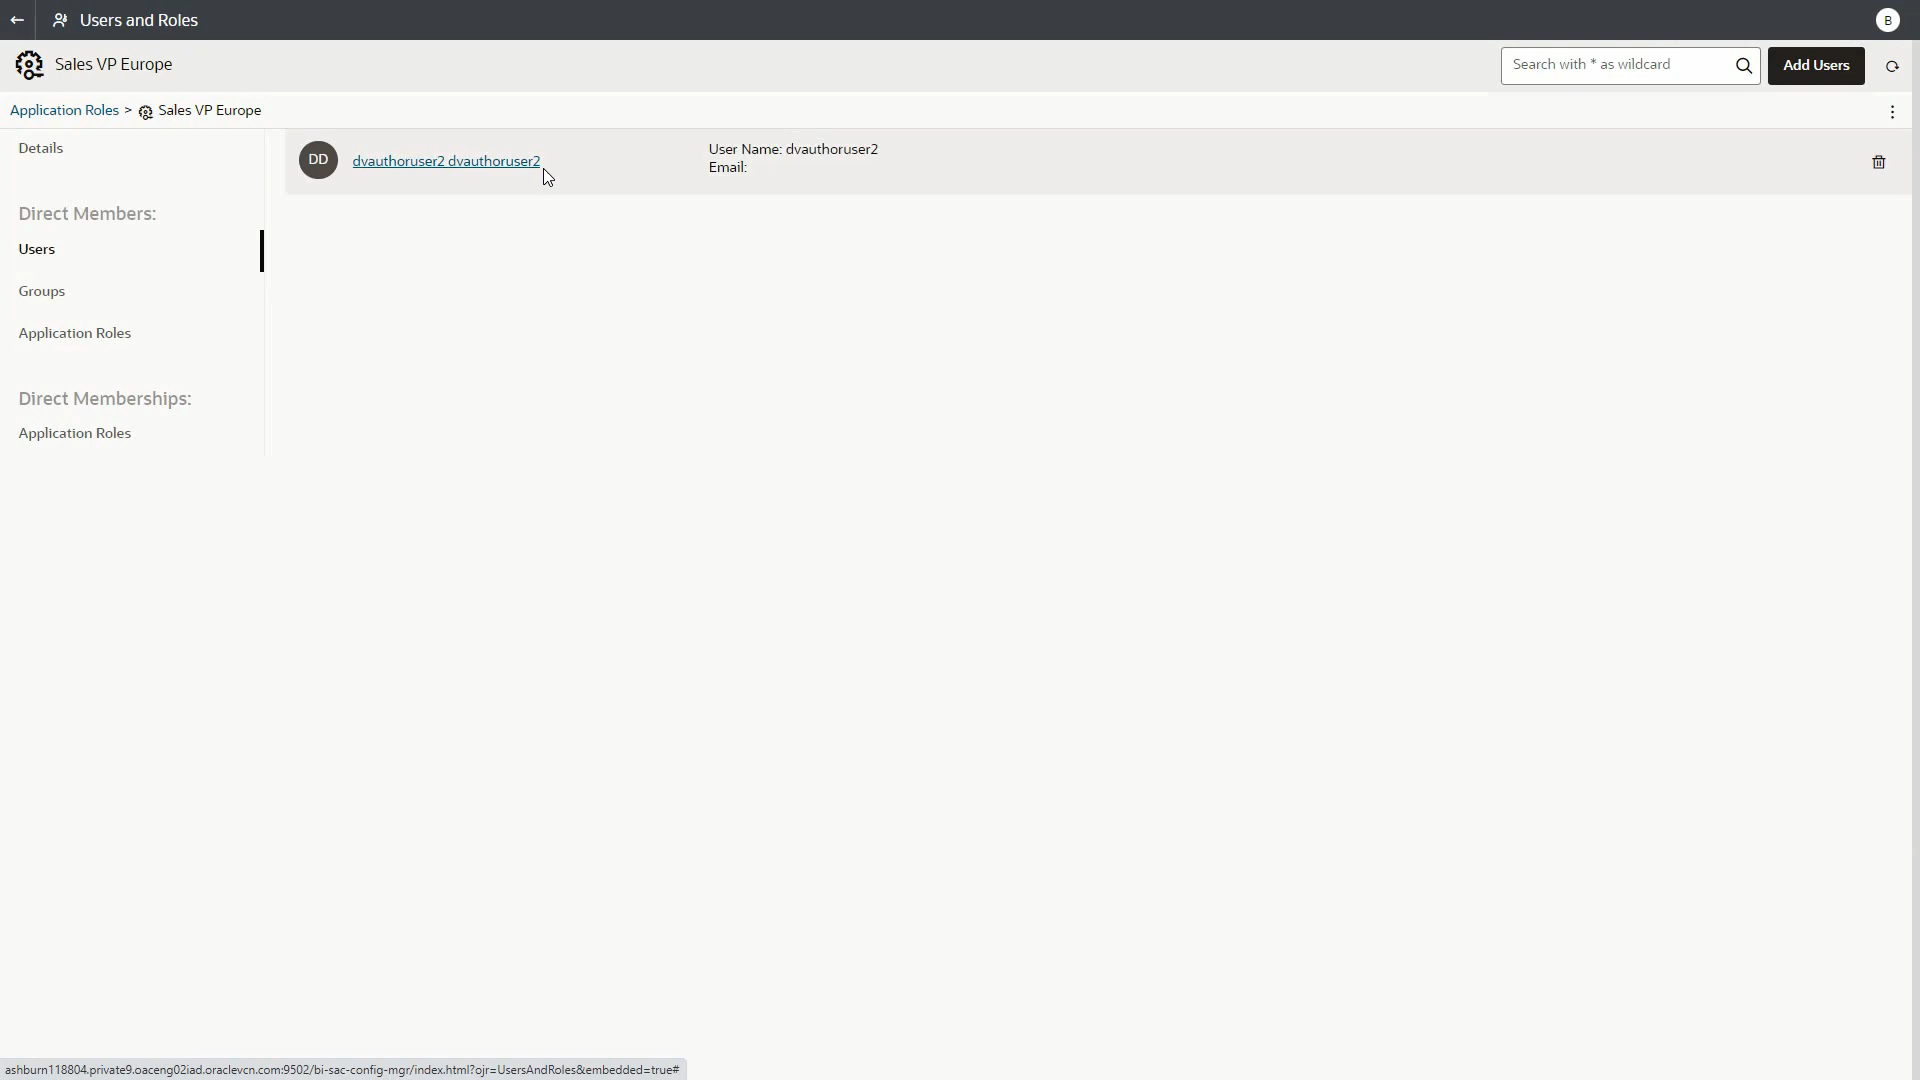 Users and Roles
B
Sales VP Europe
Search with * as wildcard
Add Users
Application Roles > Sales VP Europe
Details
DD
dvauthoruser2 dvauthoruser2
User Name: dvauthoruser2
Email:
Direct Members:
Users
Groups
Application Roles
Direct Memberships:
Application Roles
ashburn118804.private9.oaceng02iad.oraclevcn.com:9502/bi-sac-config-mgr/index.html?ojr=UsersAndRoles&embedded=true#